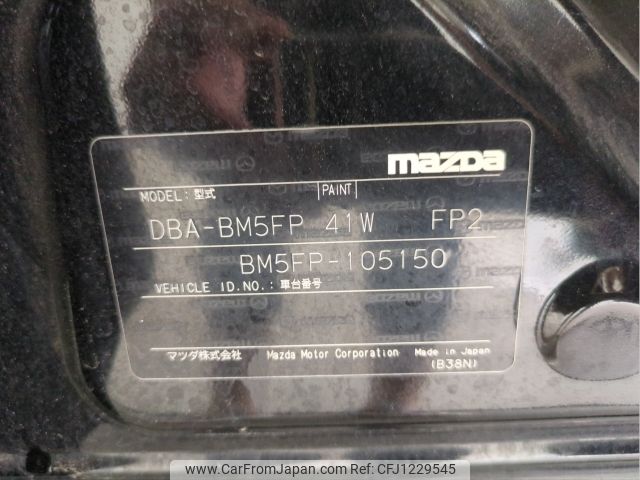 mazda
MODEL: 型式 PAINT
DBA-BM5FP 41W FP2
BM5FP-105150
VEHICLE ID.NO.: 車台番号
マツダ株式会社 Mazda Motor Corporation Made in Japan
(B38N)
www.CarFromJapan.com - CFJ1229545